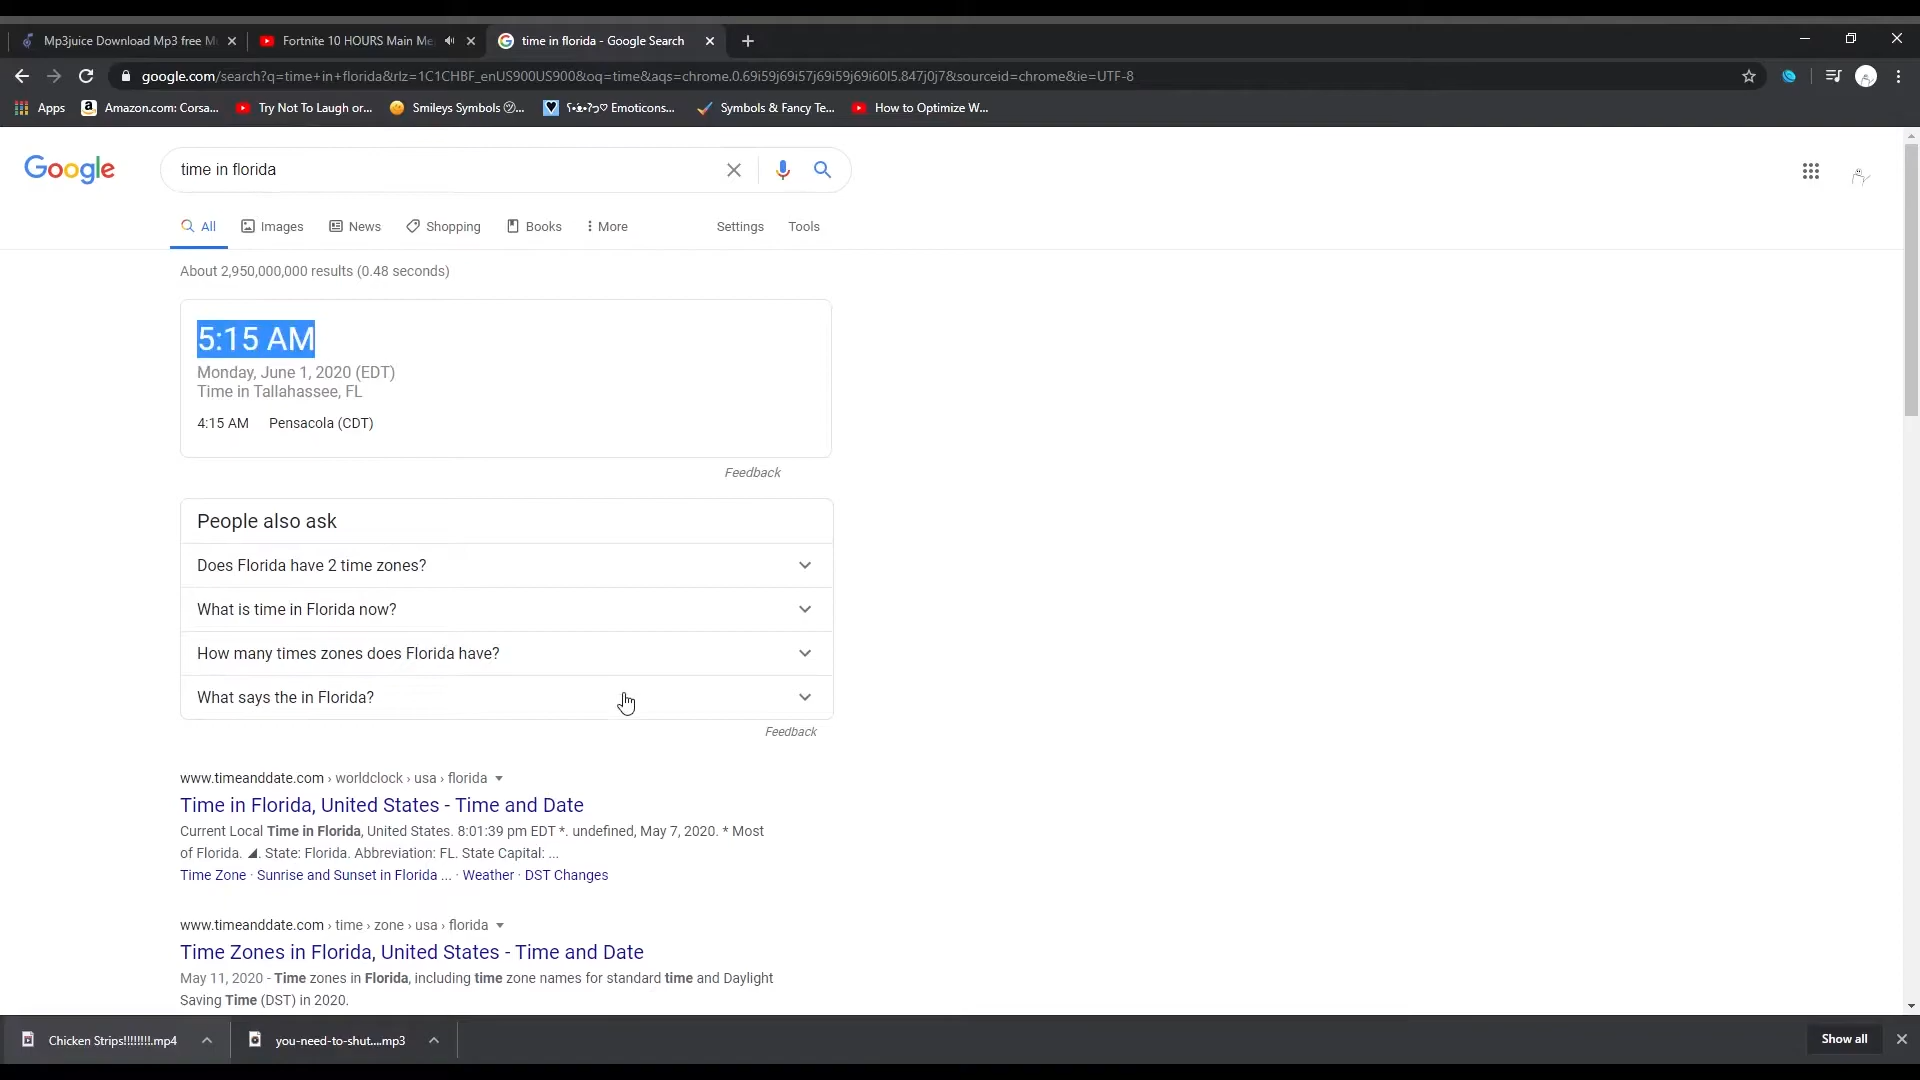 Mp3juice Download Mp3 free M
Fortnite 10 HOURS Main Me
time in florida - Google Search
google.com/search?q=time+in+florida&rlz=1C1CHBF_enUS900US900&oq=time&aqs=chrome.0.69i59j69i57j69i59j69i60l5.847j0j7&sourceid=chrome&ie=UTF-8
Apps
Amazon.com: Corsa...
Try Not To Laugh or...
Smileys Symbols ㋡...
Emoticons...
Symbols & Fancy Te...
How to Optimize W...
Google
time in florida
All
Images
News
Shopping
Books
More
Settings
Tools
About 2,950,000,000 results (0.48 seconds)
5:15 AM
Monday, June 1, 2020 (EDT)
Time in Tallahassee, FL
4:15 AM Pensacola (CDT)
Feedback
People also ask
Does Florida have 2 time zones?
What is time in Florida now?
How many times zones does Florida have?
What says the in Florida?
Feedback
www.timeanddate.com › worldclock › usa › florida
Time in Florida, United States - Time and Date
Current Local Time in Florida, United States. 8:01:39 pm EDT *. undefined, May 7, 2020. * Most
of Florida. ◢. State: Florida. Abbreviation: FL. State Capital: ...
Time Zone · Sunrise and Sunset in Florida ... · Weather · DST Changes
www.timeanddate.com › time › zone › usa › florida
Time Zones in Florida, United States - Time and Date
May 11, 2020 - Time zones in Florida, including time zone names for standard time and Daylight
Saving Time (DST) in 2020.
Chicken Strips!!!!!!!!.mp4
you-need-to-shut....mp3
Show all